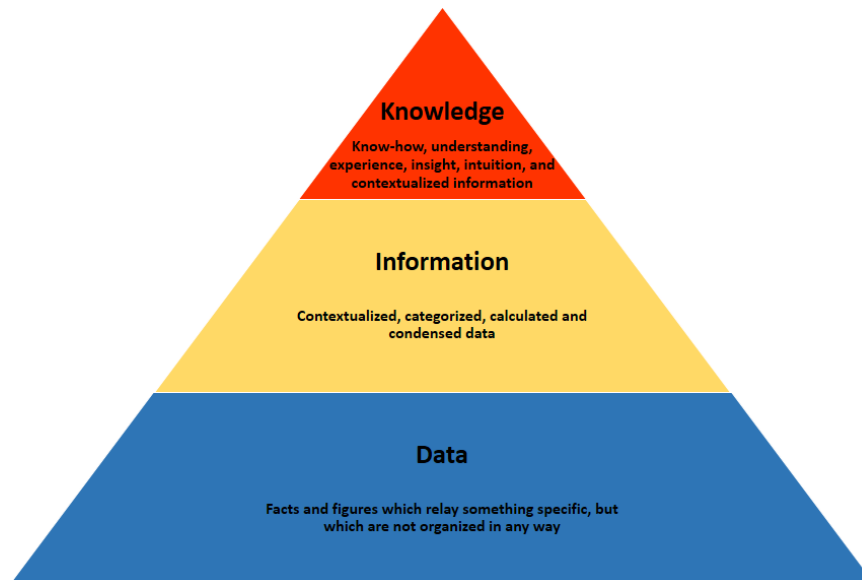 Knowledge
Know-how, understanding,
experience, insight, intuition, and
contextualized information
Information
Contextualized, categorized, calculated and
condensed data
Data
Facts and figures which relay something specific, but
which are not organized in any way